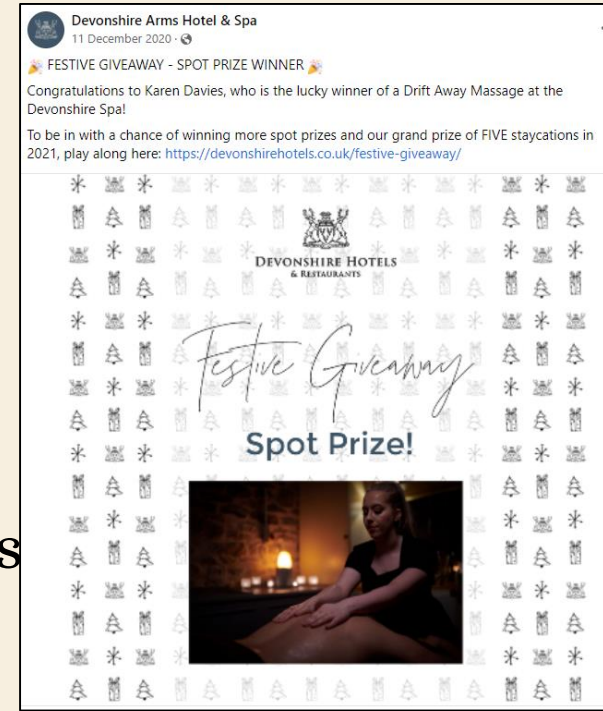 Devonshire Arms Hotel & Spa
11 December 2020 ·
🎉 FESTIVE GIVEAWAY - SPOT PRIZE WINNER 🎉
Congratulations to Karen Davies, who is the lucky winner of a Drift Away Massage at the
Devonshire Spa!
To be in with a chance of winning more spot prizes and our grand prize of FIVE staycations in
2021, play along here: https://devonshirehotels.co.uk/festive-giveaway/
DEVONSHIRE HOTELS
& RESTAURANTS
Festive Giveaway
Spot Prize!
s